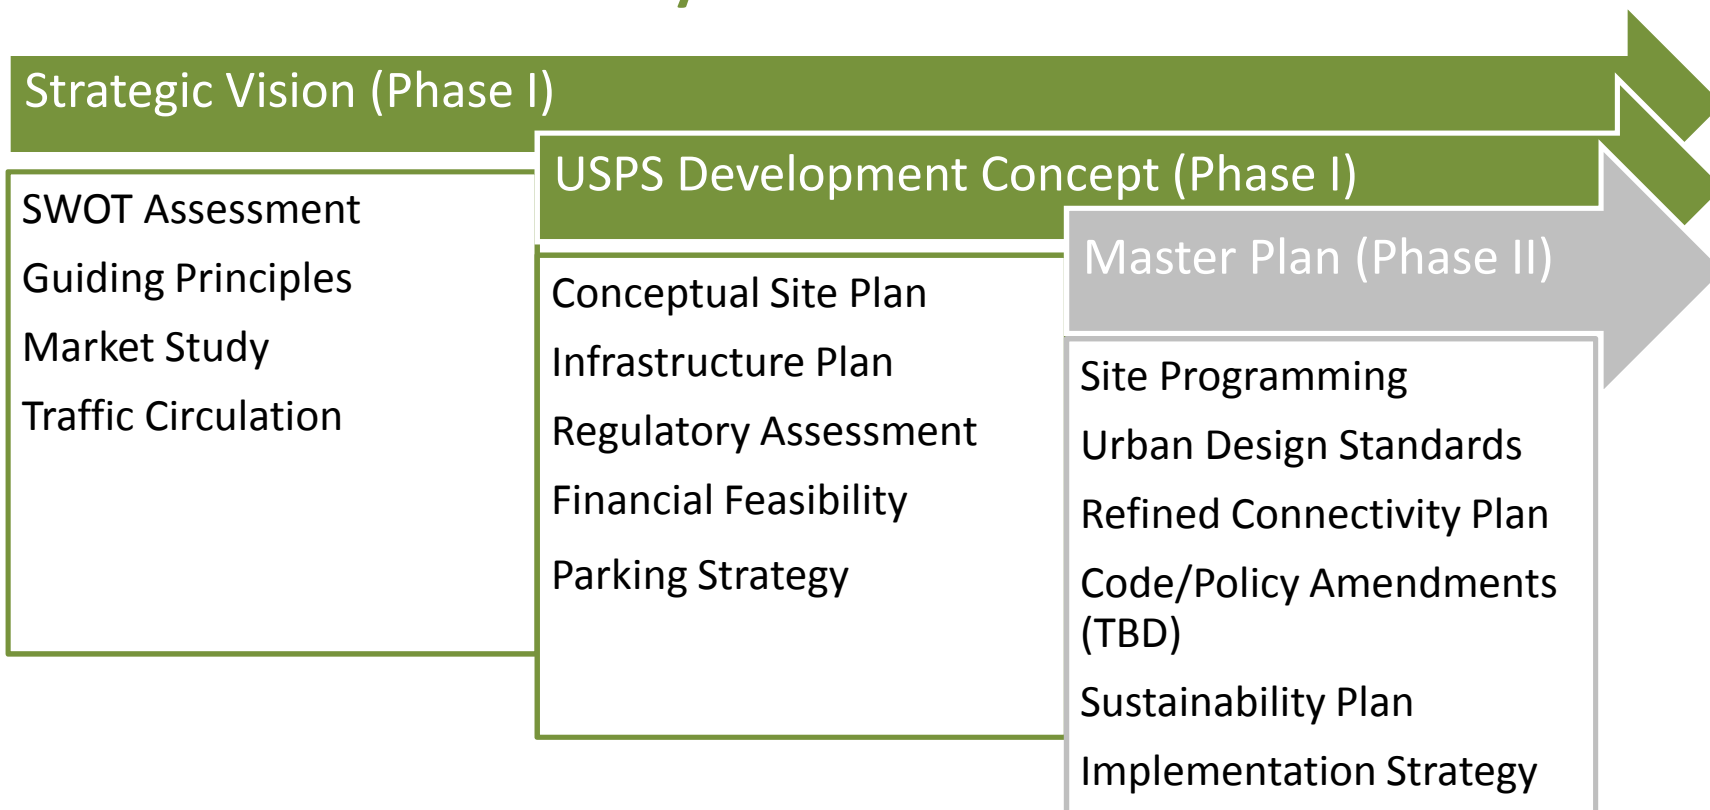 Strategic Vision (Phase I)
SWOT Assessment
Guiding Principles
Market Study
Traffic Circulation
USPS Development Concept (Phase I)
Conceptual Site Plan
Infrastructure Plan
Regulatory Assessment
Financial Feasibility
Parking Strategy
Master Plan (Phase II)
Site Programming
Urban Design Standards
Refined Connectivity Plan
Code/Policy Amendments
(TBD)
Sustainability Plan
Implementation Strategy